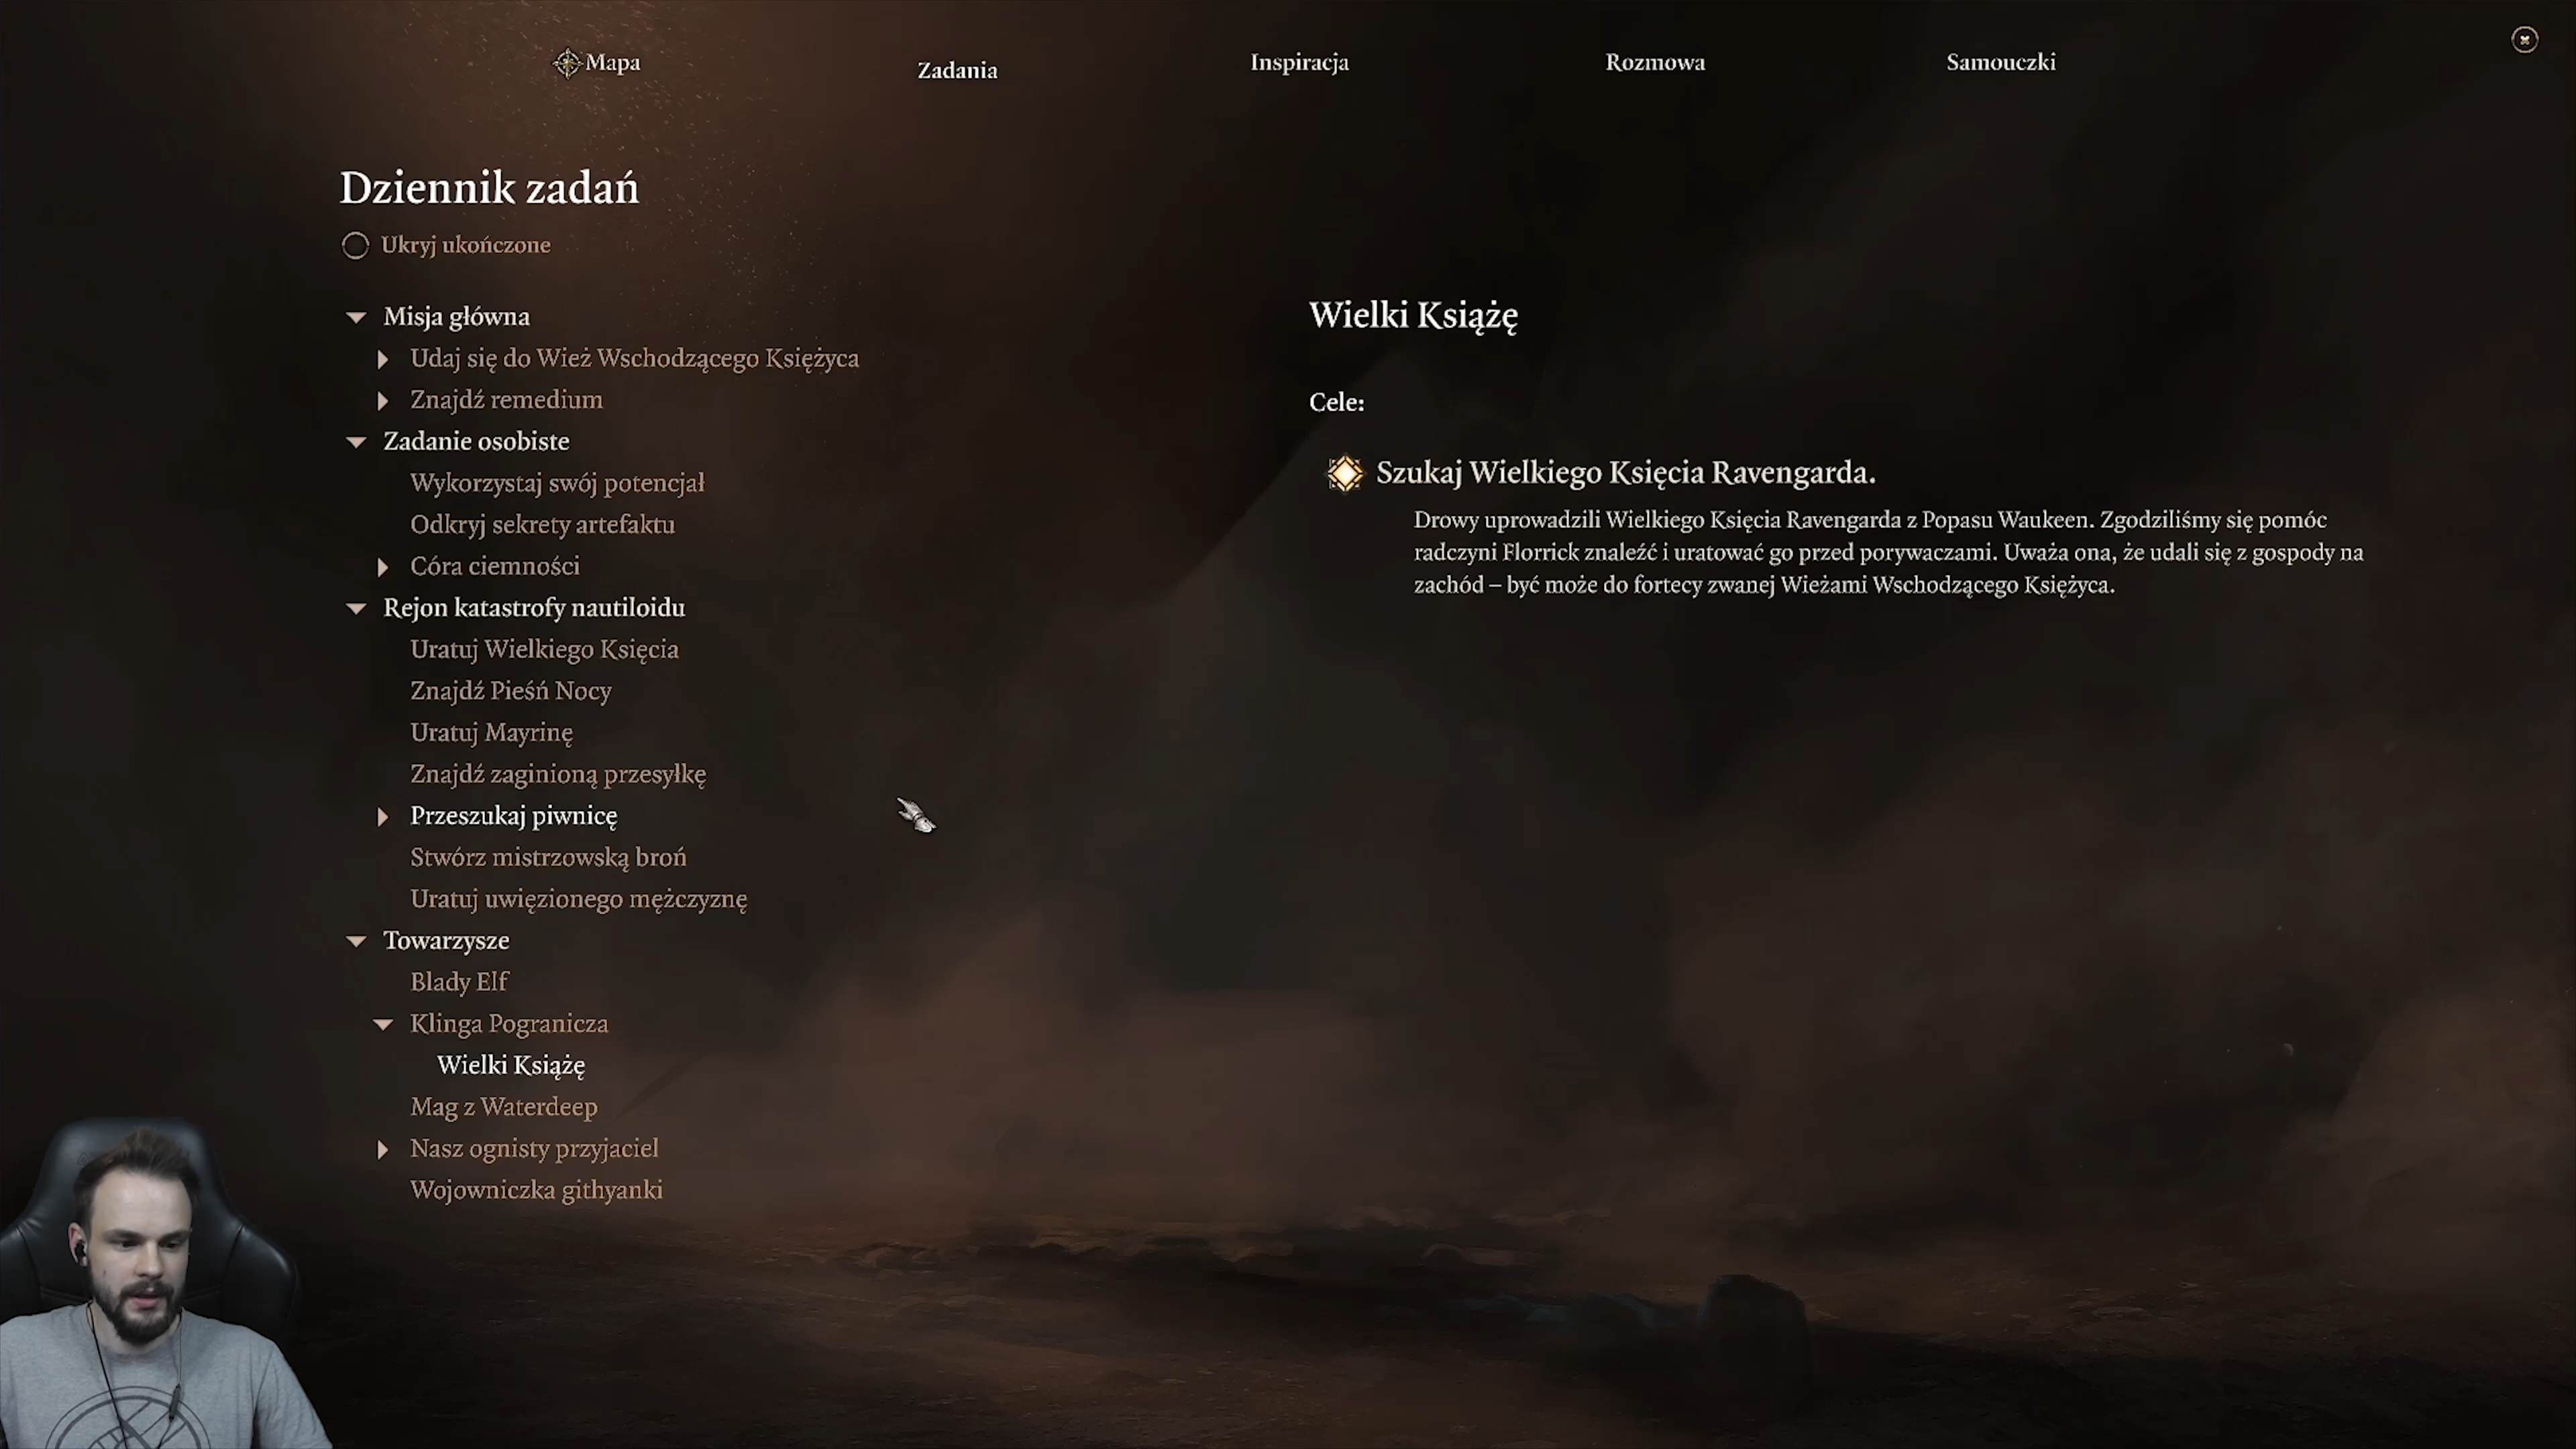 Mapa
Zadania
Inspiracja
Rozmowa
Samouczki
Dziennik zadań
Ukryj ukończone
Misja główna
Udaj się do Wież Wschodzącego Księżyca
Znajdź remedium
Zadanie osobiste
Wykorzystaj swój potencjał
Odkryj sekrety artefaktu
Córa ciemności
Rejon katastrofy nautiloidu
Uratuj Wielkiego Księcia
Znajdź Pieśń Nocy
Uratuj Mayrinę
Znajdź zaginioną przesyłkę
Przeszukaj piwnicę
Stwórz mistrzowską broń
Uratuj uwięzionego mężczyznę
Towarzysze
Blady Elf
Klinga Pogranicza
Wielki Książę
Mag z Waterdeep
Nasz ognisty przyjaciel
Wojowniczka githyanki
Wielki Książę
Cele:
Szukaj Wielkiego Księcia Ravengarda.
Drowy uprowadzili Wielkiego Księcia Ravengarda z Popasu Waukeen. Zgodziliśmy się pomóc
radczyni Florrick znaleźć i uratować go przed porywaczami. Uważa ona, że udali się z gospody na
zachód – być może do fortecy zwanej Wieżami Wschodzącego Księżyca.